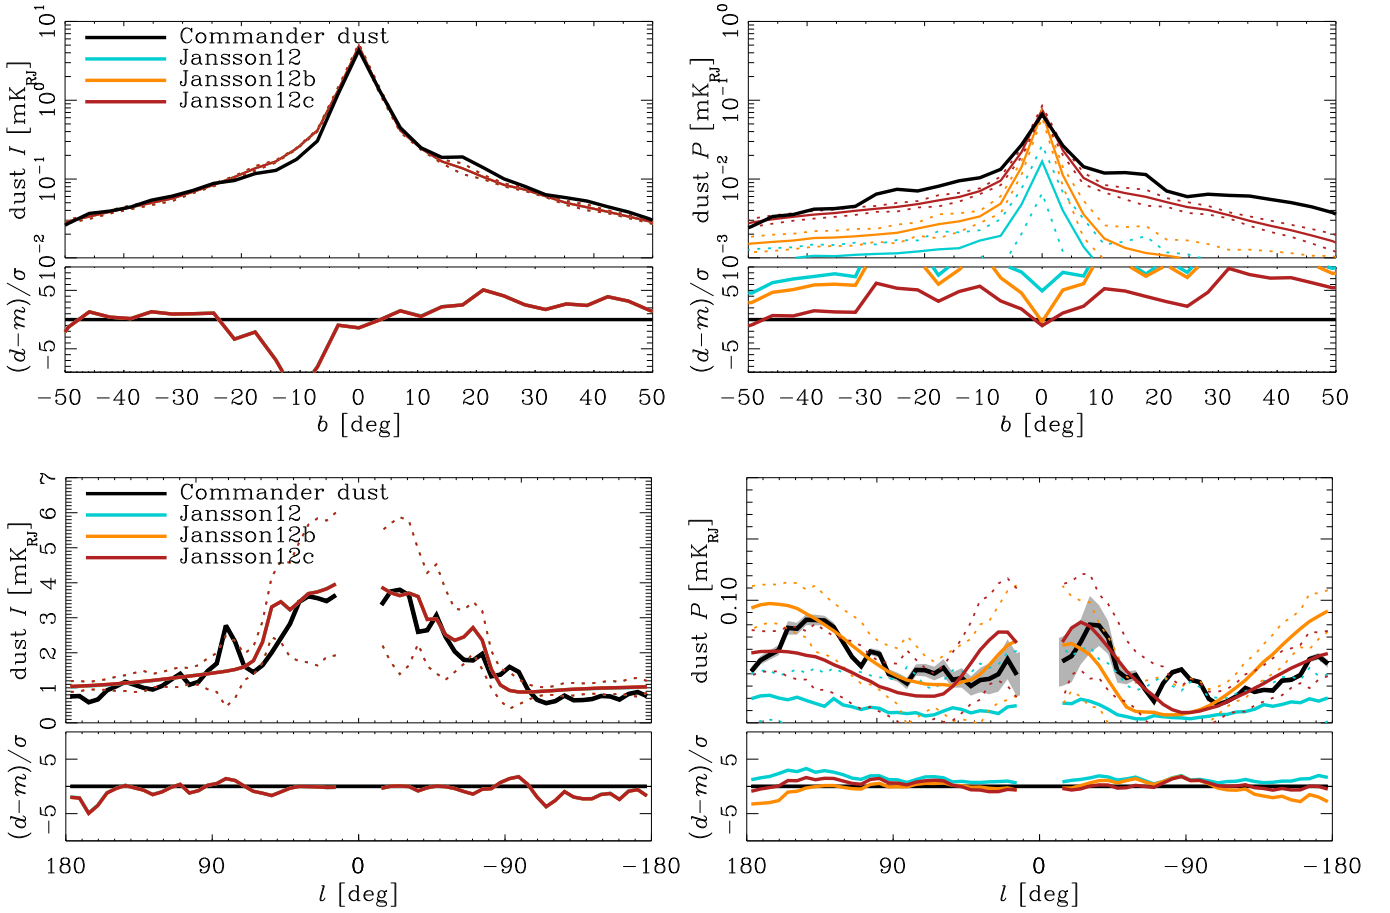 10^1
10^0
10^-1
10^-2
dust I [mK_RJ]
Commander dust
Jansson12
Jansson12b
Jansson12c
10^0
10^-1
10^-2
10^-3
dust P [mK_RJ]
(d−m)/σ
5 10
−5
(d−m)/σ
5 10
−5
−50 −40 −30 −20 −10 0 10 20 30 40 50
b [deg]
−50 −40 −30 −20 −10 0 10 20 30 40 50
b [deg]
7
6
5
4
3
2
1
0
dust I [mK_RJ]
Commander dust
Jansson12
Jansson12b
Jansson12c
0.10
0
dust P [mK_RJ]
(d−m)/σ
5
−5
(d−m)/σ
5
−5
180 90 0 −90 −180
l [deg]
180 90 0 −90 −180
l [deg]